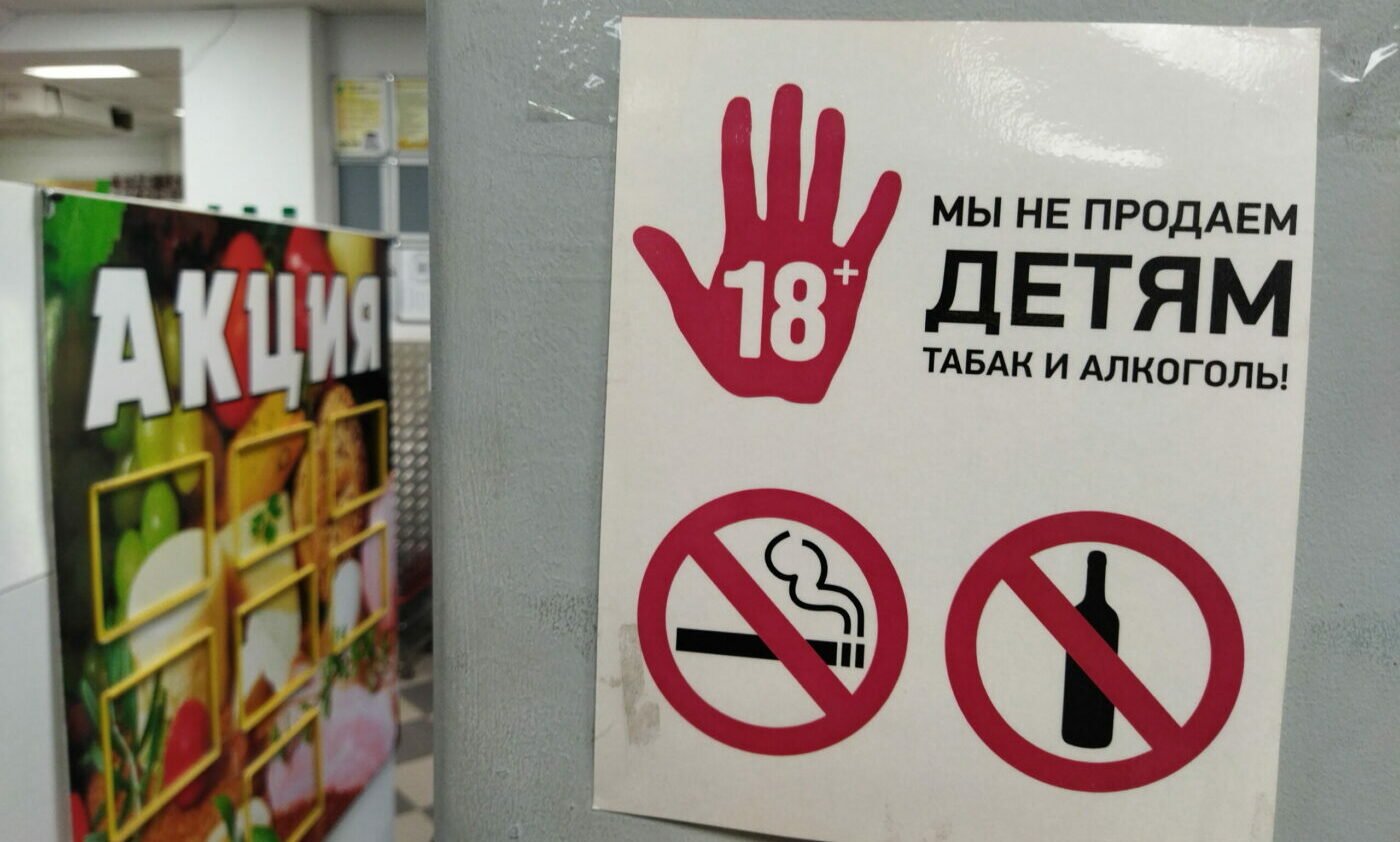 АКЦИЯ
18+
МЫ НЕ ПРОДАЕМ
ДЕТЯМ
ТАБАК И АЛКОГОЛЬ!